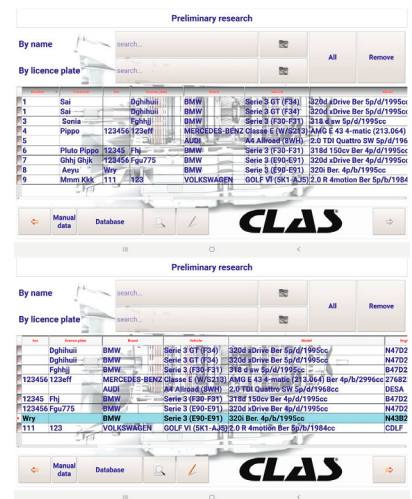 Preliminary research
By name search...
All Remove
By licence plate search...
1 Sai Dghihuii BMW Serie 3 GT (F34) 320d xDrive Ber 5p/d/1995cc
1 Sai Dghihuii BMW Serie 3 GT (F34) 320d xDrive Ber 5p/d/1995cc
3 Sonia Fghhjj BMW Serie 3 (F30-F31) 318 d sw 5p/d/1995cc
4 Pippo 123456 123eff MERCEDES-BENZ Classe E (W/S213) AMG E 43 4-matic (213.064)
5 AUDI A4 Allroad (8WH) 2.0 TDI Quattro SW 5p/d/196
6 Pluto Pippo 12345 Fhj BMW Serie 3 (F30-F31) 318d 150cv Ber 4p/d/1995cc
7 Ghhj Ghjk 123456 Fgu775 BMW Serie 3 (E90-E91) 320d xDrive Ber 5p/d/1995cc
8 Aeyu Wry BMW Serie 3 (E90-E91) 320i Ber. 4p/b/1995cc
9 Mmm Kkk 111 123 VOLKSWAGEN GOLF VI (5K1-AJ5) 2.0 R 4motion Ber 5p/b/1984
Manual data Database CLAS
Preliminary research
By name search...
All Remove
By licence plate search...
licence plate Brand Vehicle Model
Dghihuii BMW Serie 3 GT (F34) 320d xDrive Ber 5p/d/1995cc N47D2
Dghihuii BMW Serie 3 GT (F34) 320d xDrive Ber 5p/d/1995cc N47D2
Fghhjj BMW Serie 3 (F30-F31) 318 d sw 5p/d/1995cc B47D2
123456 123eff MERCEDES-BENZ Classe E (W/S213) AMG E 43 4-matic (213.064) Ber 4p/b/2996cc 27682
AUDI A4 Allroad (8WH) 2.0 TDI Quattro SW 5p/d/1968cc DESA
12345 Fhj BMW Serie 3 (F30-F31) 318d 150cv Ber 4p/d/1995cc B47D2
123456 Fgu775 BMW Serie 3 (E90-E91) 320d xDrive Ber 5p/d/1995cc N47D2
Wry BMW Serie 3 (E90-E91) 320i Ber. 4p/b/1995cc N43B2
111 123 VOLKSWAGEN GOLF VI (5K1-AJ5) 2.0 R 4motion Ber 5p/b/1984cc CDLF
Manual data Database CLAS